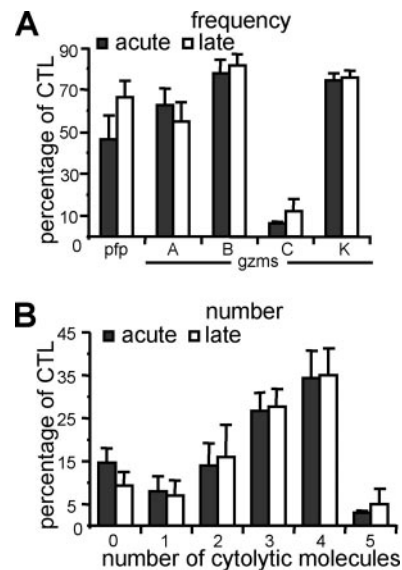 A frequency
acute late
percentage of CTL
90
70
50
30
10
0
pfp A B C K
gzms
B number
acute late
percentage of CTL
45
35
25
15
5
0 1 2 3 4 5
number of cytolytic molecules